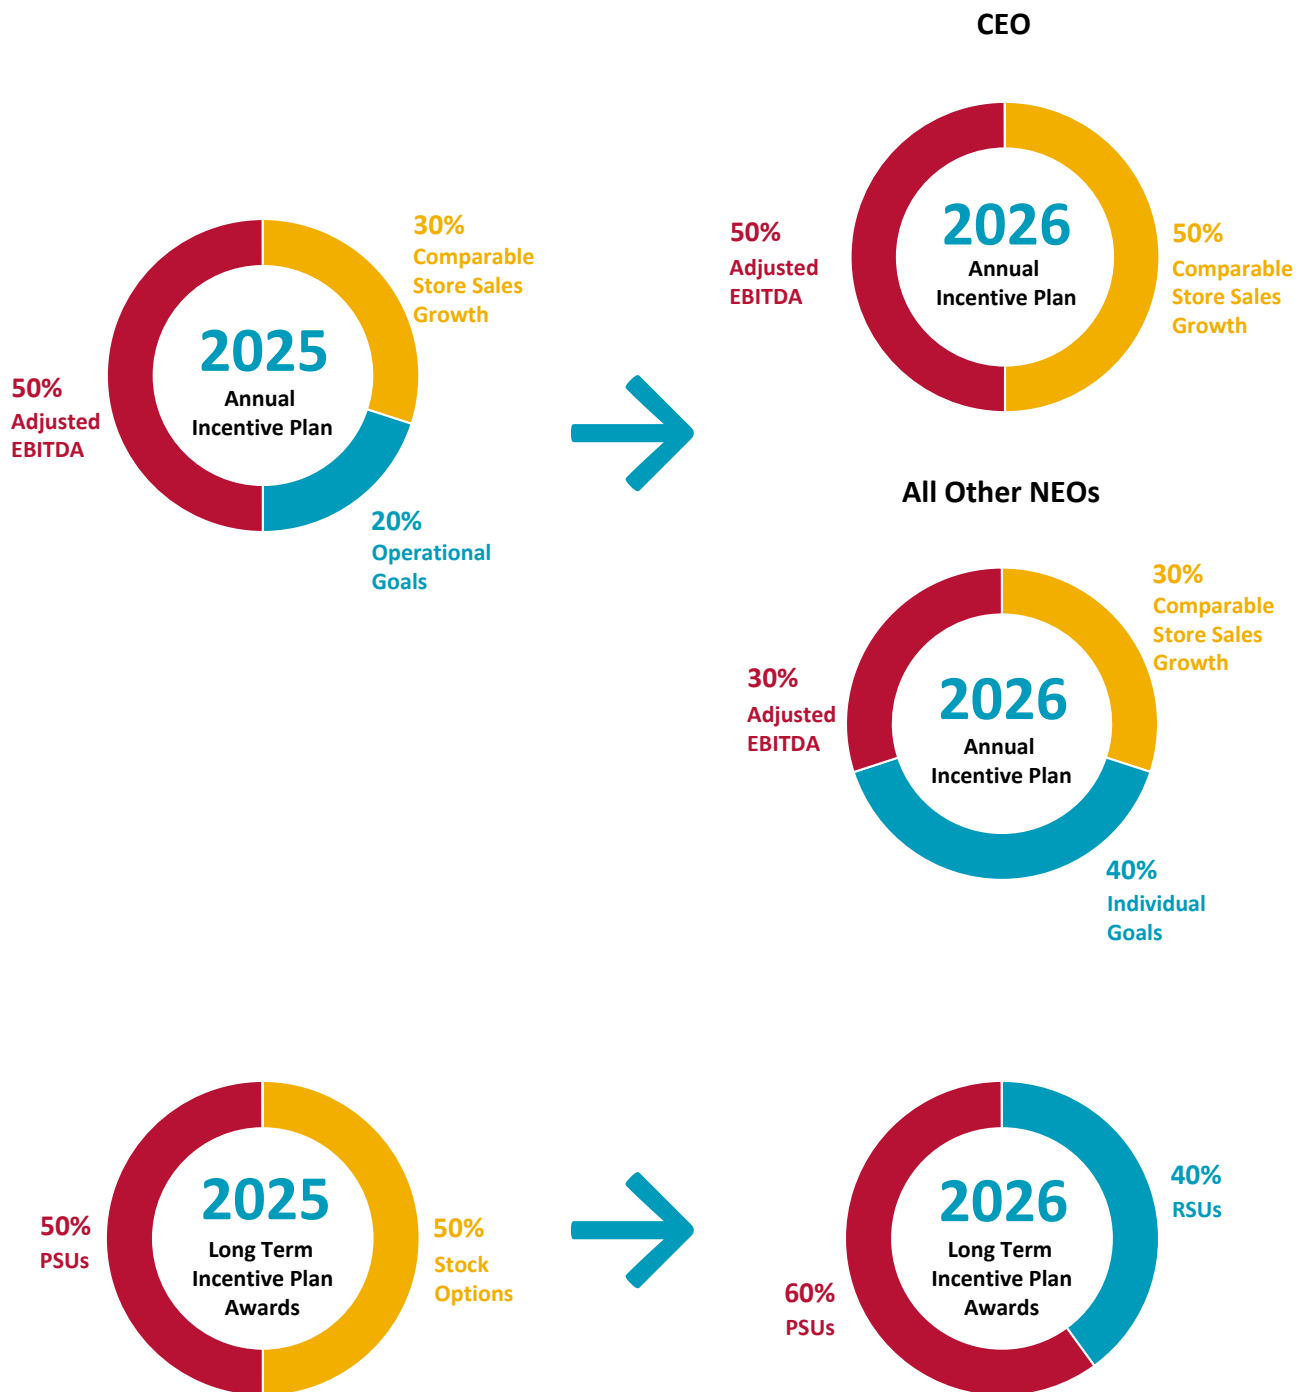 CEO
30%
Comparable
Store Sales
Growth
50%
Adjusted
EBITDA
2025
Annual
Incentive Plan
20%
Operational
Goals
50%
Adjusted
EBITDA
2026
Annual
Incentive Plan
50%
Comparable
Store Sales
Growth
All Other NEOs
30%
Comparable
Store Sales
Growth
30%
Adjusted
EBITDA
2026
Annual
Incentive Plan
40%
Individual
Goals
50%
PSUs
2025
Long Term
Incentive Plan
Awards
50%
Stock
Options
40%
RSUs
2026
Long Term
Incentive Plan
Awards
60%
PSUs